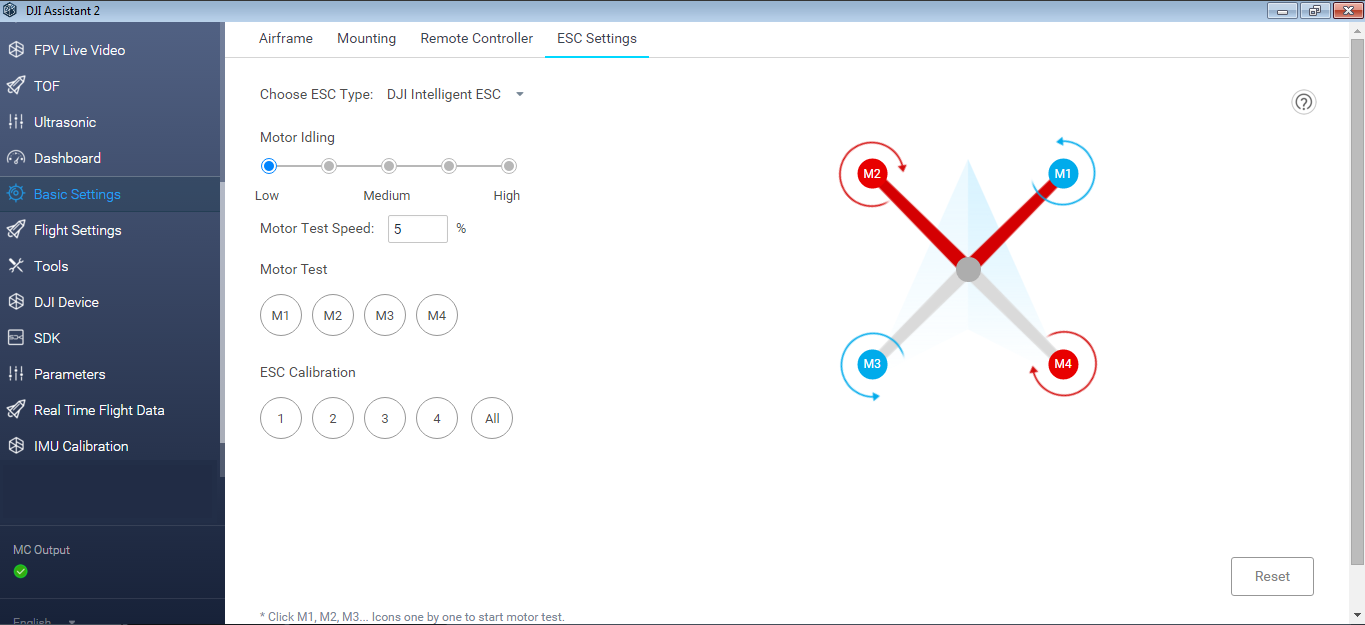 DJI Assistant 2
FPV Live Video
TOF
Ultrasonic
Dashboard
Basic Settings
Flight Settings
Tools
DJI Device
SDK
Parameters
Real Time Flight Data
IMU Calibration
MC Output
English
Airframe Mounting Remote Controller ESC Settings
Choose ESC Type: DJI Intelligent ESC
Motor Idling
Low Medium High
Motor Test Speed: 5 %
Motor Test
M1 M2 M3 M4
ESC Calibration
1 2 3 4 All
M2 M1
M3 M4
Reset
* Click M1, M2, M3... Icons one by one to start motor test.